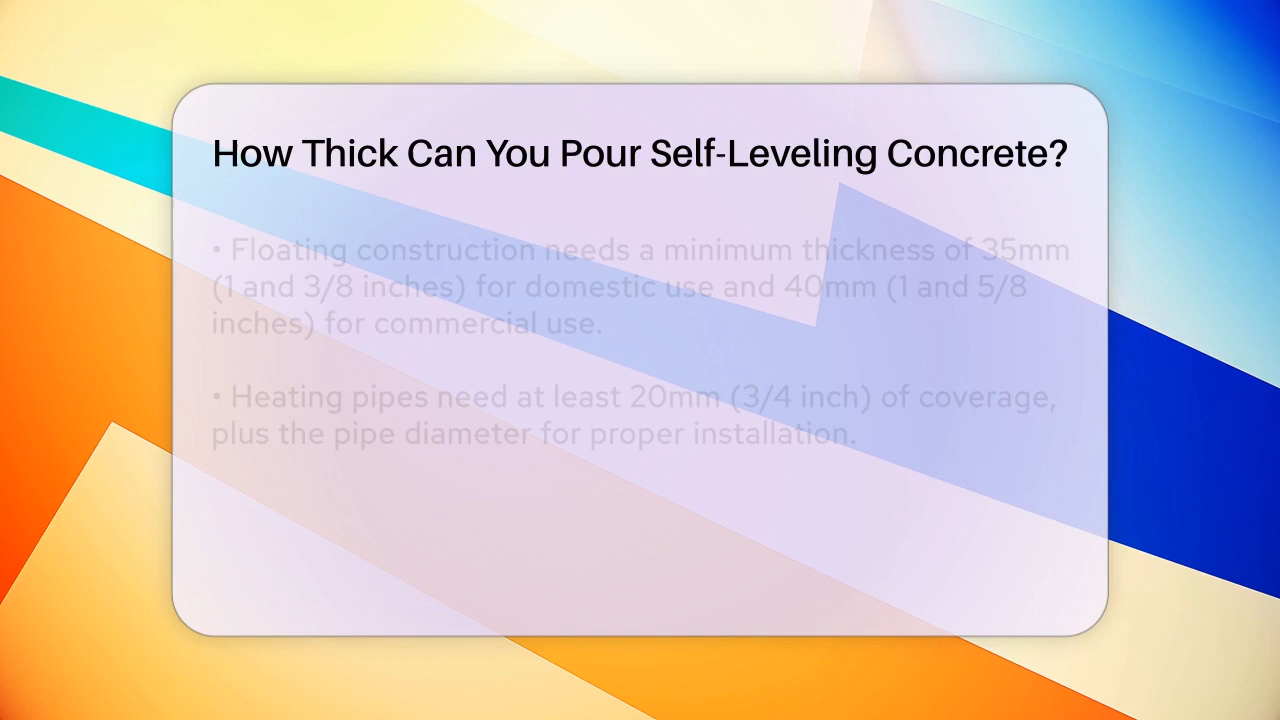 How Thick Can You Pour Self-Leveling Concrete?
• Floating construction needs a minimum thickness of 35mm
(1 and 3/8 inches) for domestic use and 40mm (1 and 5/8
inches) for commercial use.
• Heating pipes need at least 20mm (3/4 inch) of coverage,
plus the pipe diameter for proper installation.